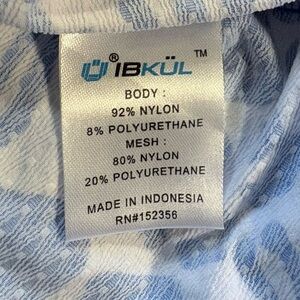 ® IBKÜL ™
BODY :
92% NYLON
8% POLYURETHANE
MESH :
80% NYLON
20% POLYURETHANE
MADE IN INDONESIA
RN#152356